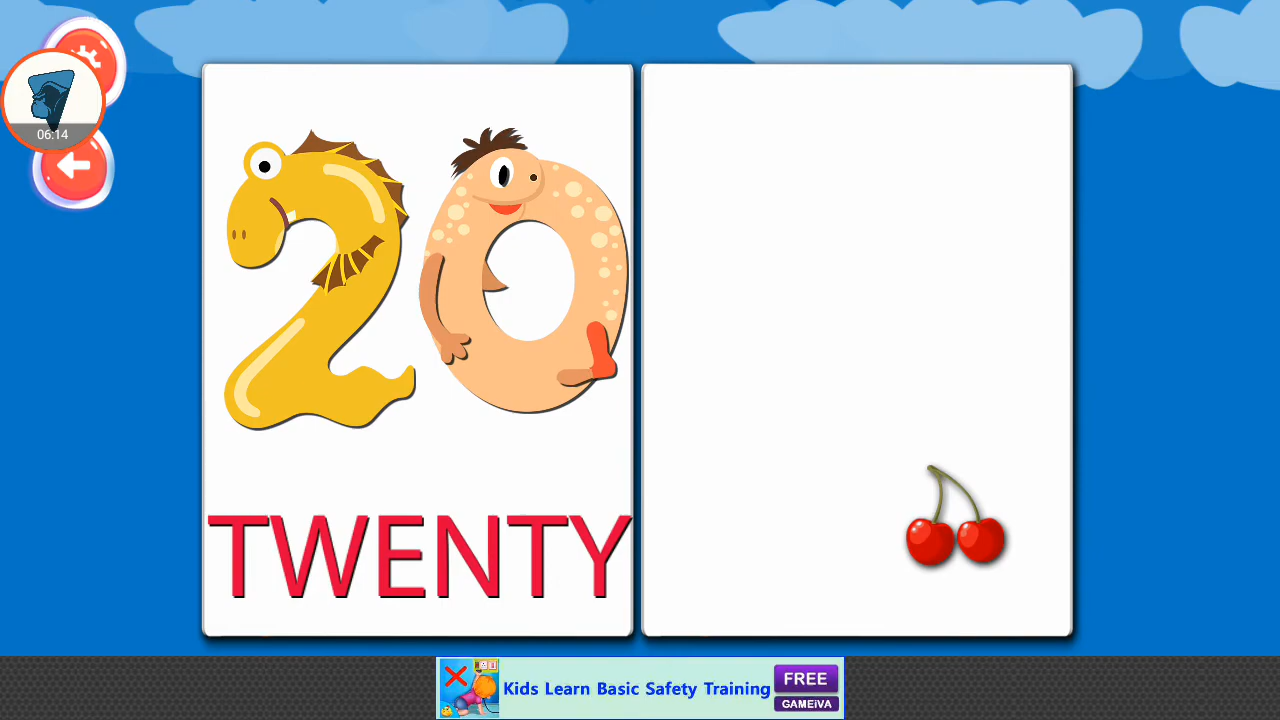 06:14
20
TWENTY
Kids Learn Basic Safety Training
FREE
GAMEiVA